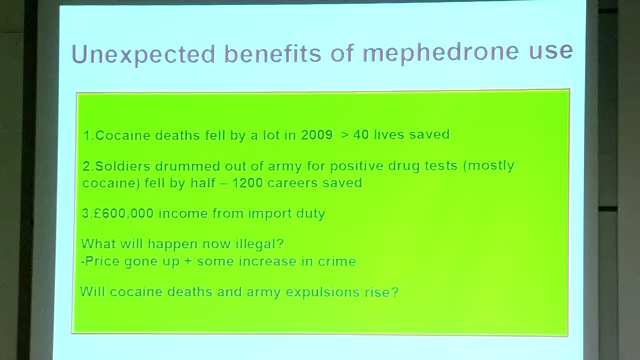 Unexpected benefits of mephedrone use
1.Cocaine deaths fell by a lot in 2009 > 40 lives saved
2.Soldiers drummed out of army for positive drug tests (mostly
cocaine) fell by half – 1200 careers saved
3.£600.000 income from import duty
What will happen now illegal?
-Price gone up + some increase in crime
Will cocaine deaths and army expulsions rise?